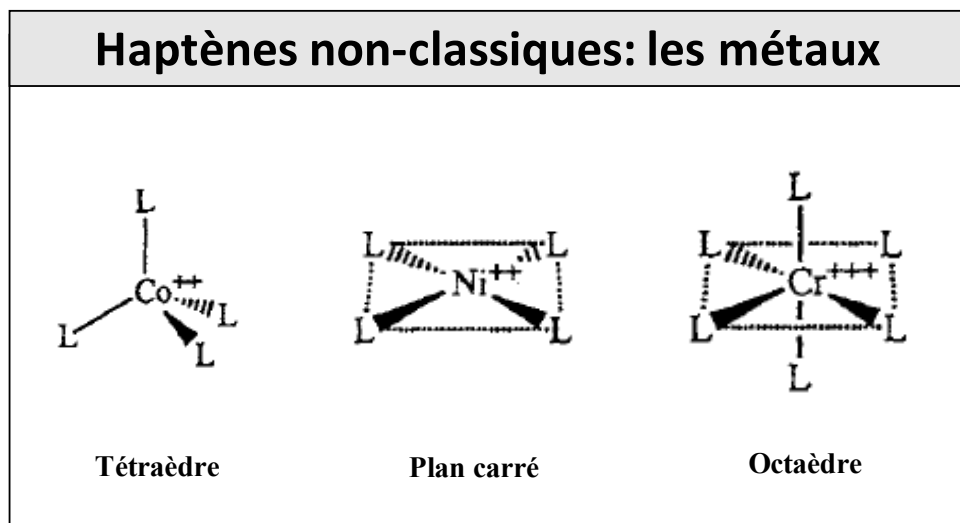 Haptènes non-classiques: les métaux
L
L
Co++
L
L
L
L
Ni++
L
L
L
L
L
Cr+++
L
L
L
Tétraèdre
Plan carré
Octaèdre